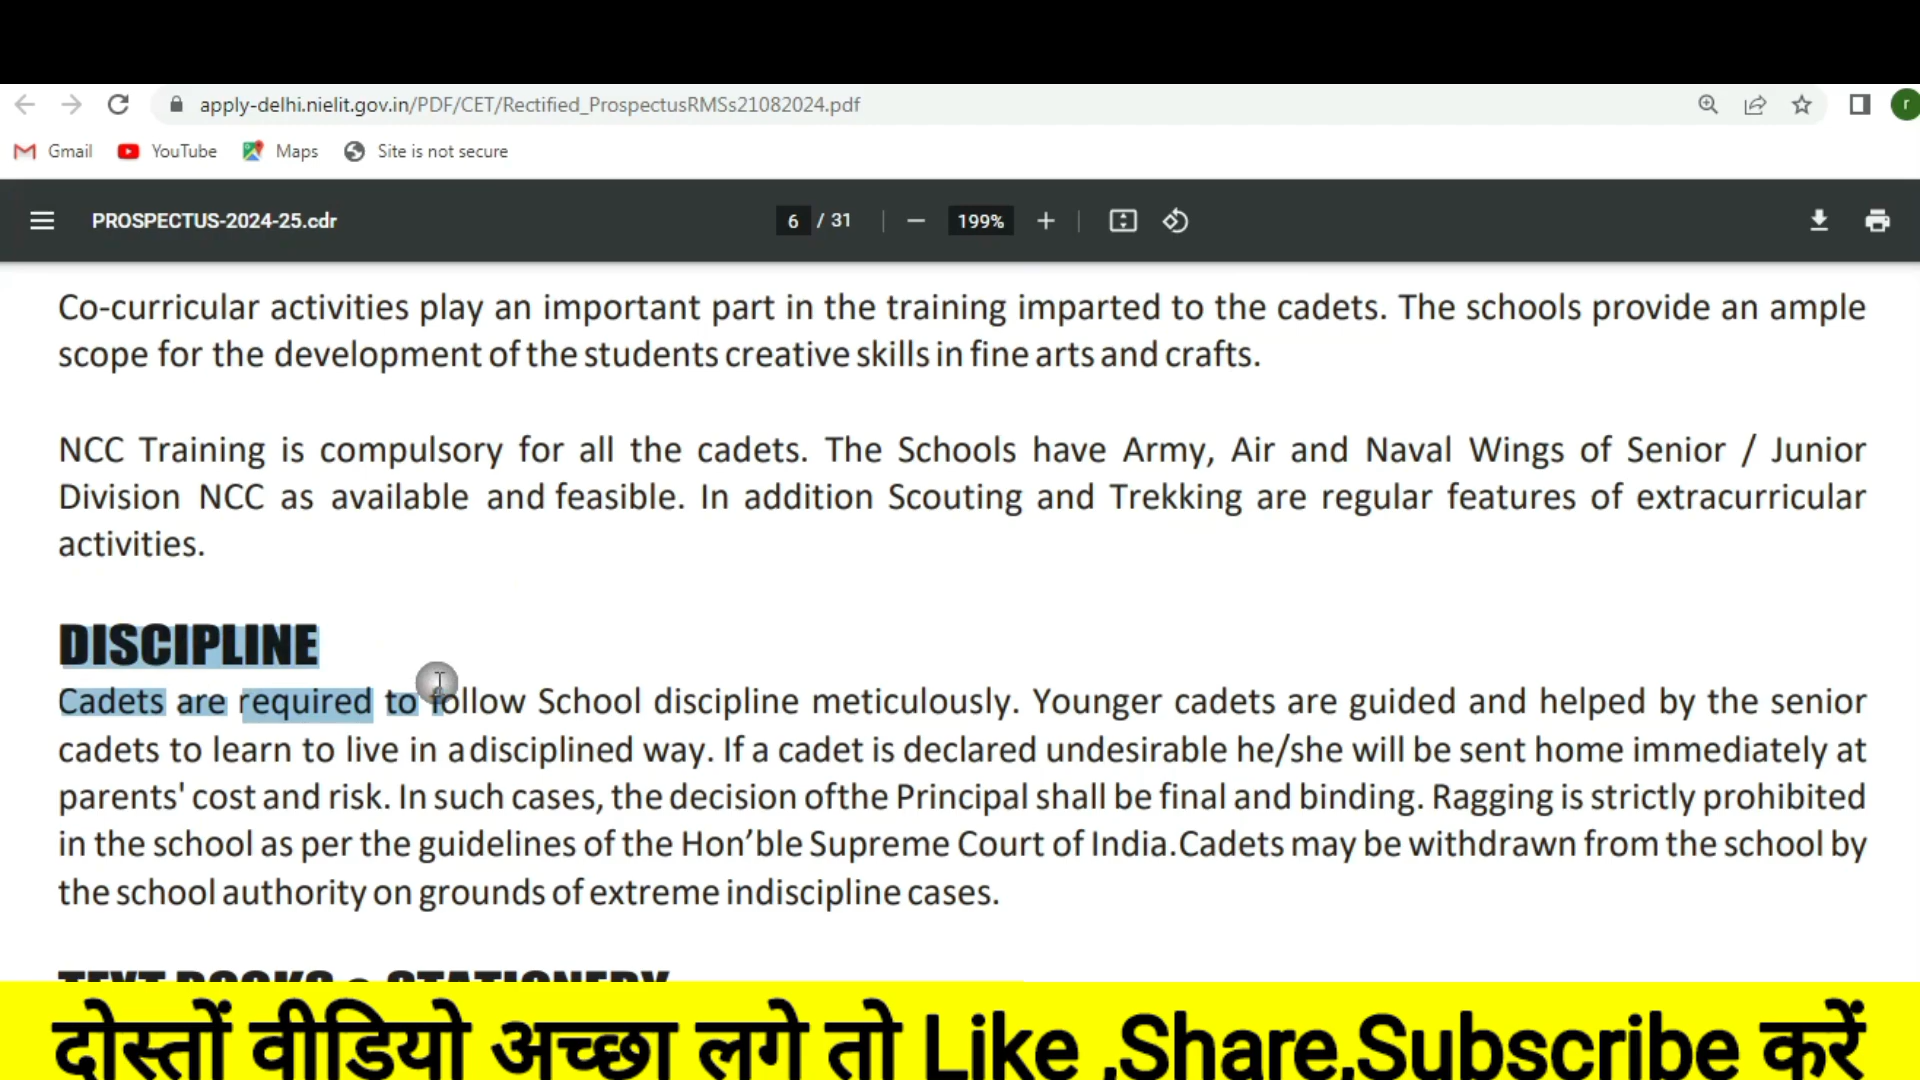 apply-delhi.nielit.gov.in/PDF/CET/Rectified_ProspectusRMSs21082024.pdf
r
Gmail YouTube Maps Site is not secure
PROSPECTUS-2024-25.cdr 6 / 31 199%
Co-curricular activities play an important part in the training imparted to the cadets. The schools provide an ample
scope for the development of the students creative skills in fine arts and crafts.
NCC Training is compulsory for all the cadets. The Schools have Army, Air and Naval Wings of Senior / Junior
Division NCC as available and feasible. In addition Scouting and Trekking are regular features of extracurricular
activities.
DISCIPLINE
Cadets are required to follow School discipline meticulously. Younger cadets are guided and helped by the senior
cadets to learn to live in a disciplined way. If a cadet is declared undesirable he/she will be sent home immediately at
parents' cost and risk. In such cases, the decision ofthe Principal shall be final and binding. Ragging is strictly prohibited
in the school as per the guidelines of the Hon’ble Supreme Court of India.Cadets may be withdrawn from the school by
the school authority on grounds of extreme indiscipline cases.
TEXT BOOKS & STATIONERY
दोस्तों वीडियो अच्छा लगे तो Like ,Share,Subscribe करें